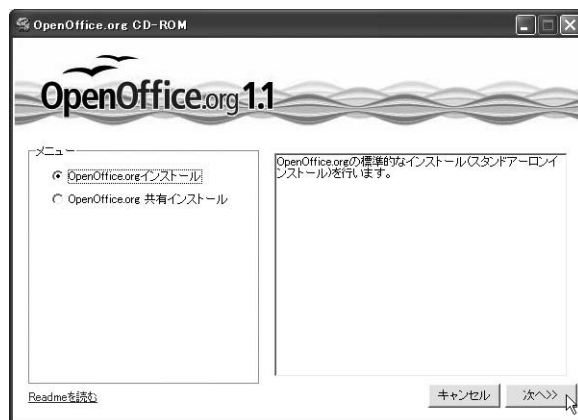 OpenOffice.org CD-ROM
OpenOffice.org 1.1
メニュー
OpenOffice.orgインストール
OpenOffice.org 共有インストール
OpenOffice.orgの標準的なインストール(スタンドアーロンイ
ンストール)を行います。
Readmeを読む
キャンセル
次へ>>